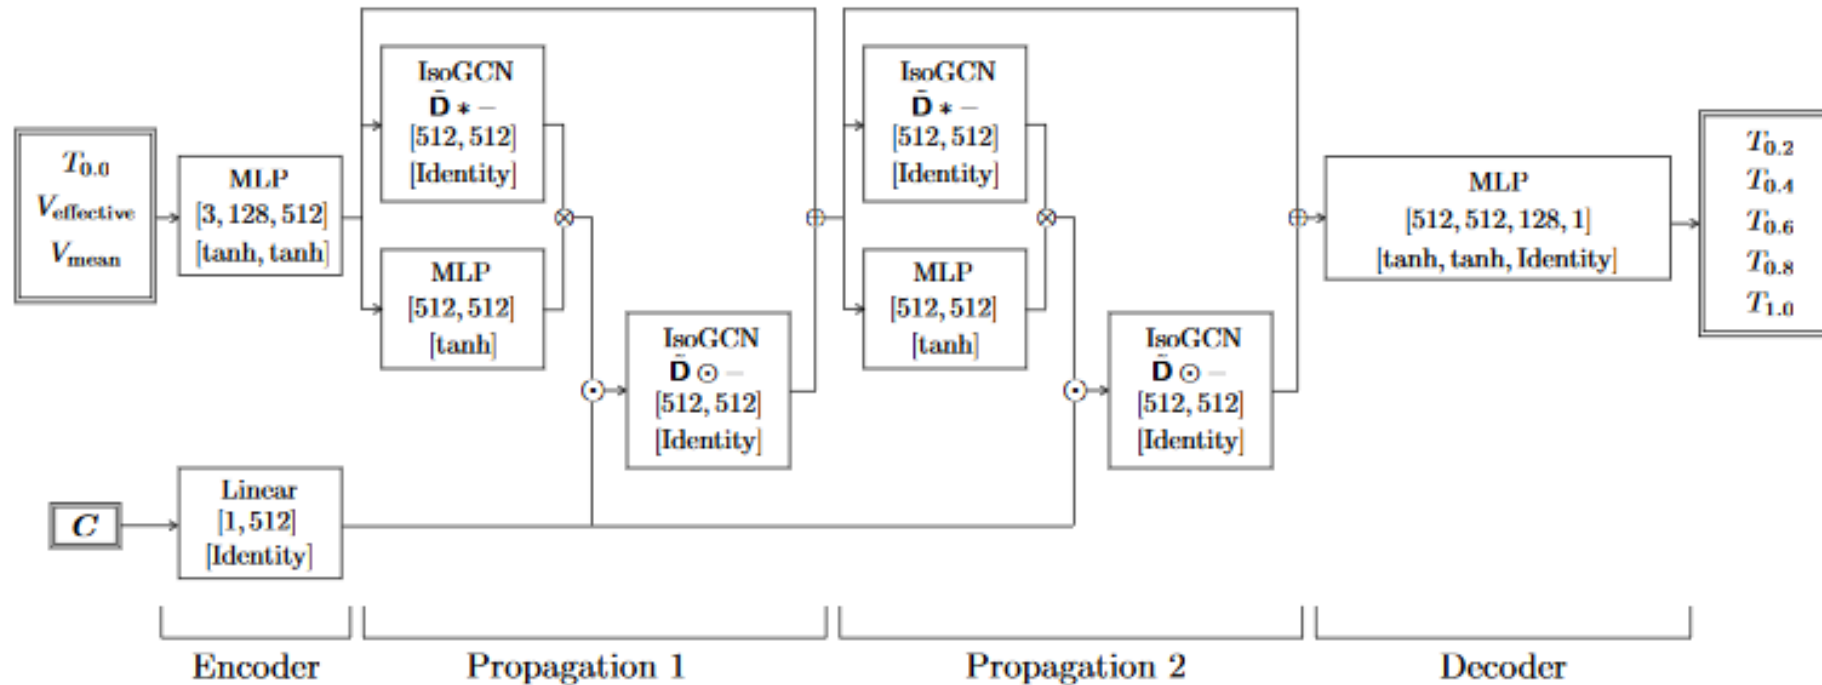 T₀.₀
V_effective
V_mean
MLP
[3, 128, 512]
[tanh, tanh]
C
Linear
[1, 512]
[Identity]
IsoGCN
D̃ * −
[512, 512]
[Identity]
MLP
[512, 512]
[tanh]
⊗
⊙
IsoGCN
D̃ ⊙ −
[512, 512]
[Identity]
⊕
IsoGCN
D̃ * −
[512, 512]
[Identity]
MLP
[512, 512]
[tanh]
⊗
⊙
IsoGCN
D̃ ⊙ −
[512, 512]
[Identity]
⊕
MLP
[512, 512, 128, 1]
[tanh, tanh, Identity]
T₀.₂
T₀.₄
T₀.₆
T₀.₈
T₁.₀
Encoder
Propagation 1
Propagation 2
Decoder